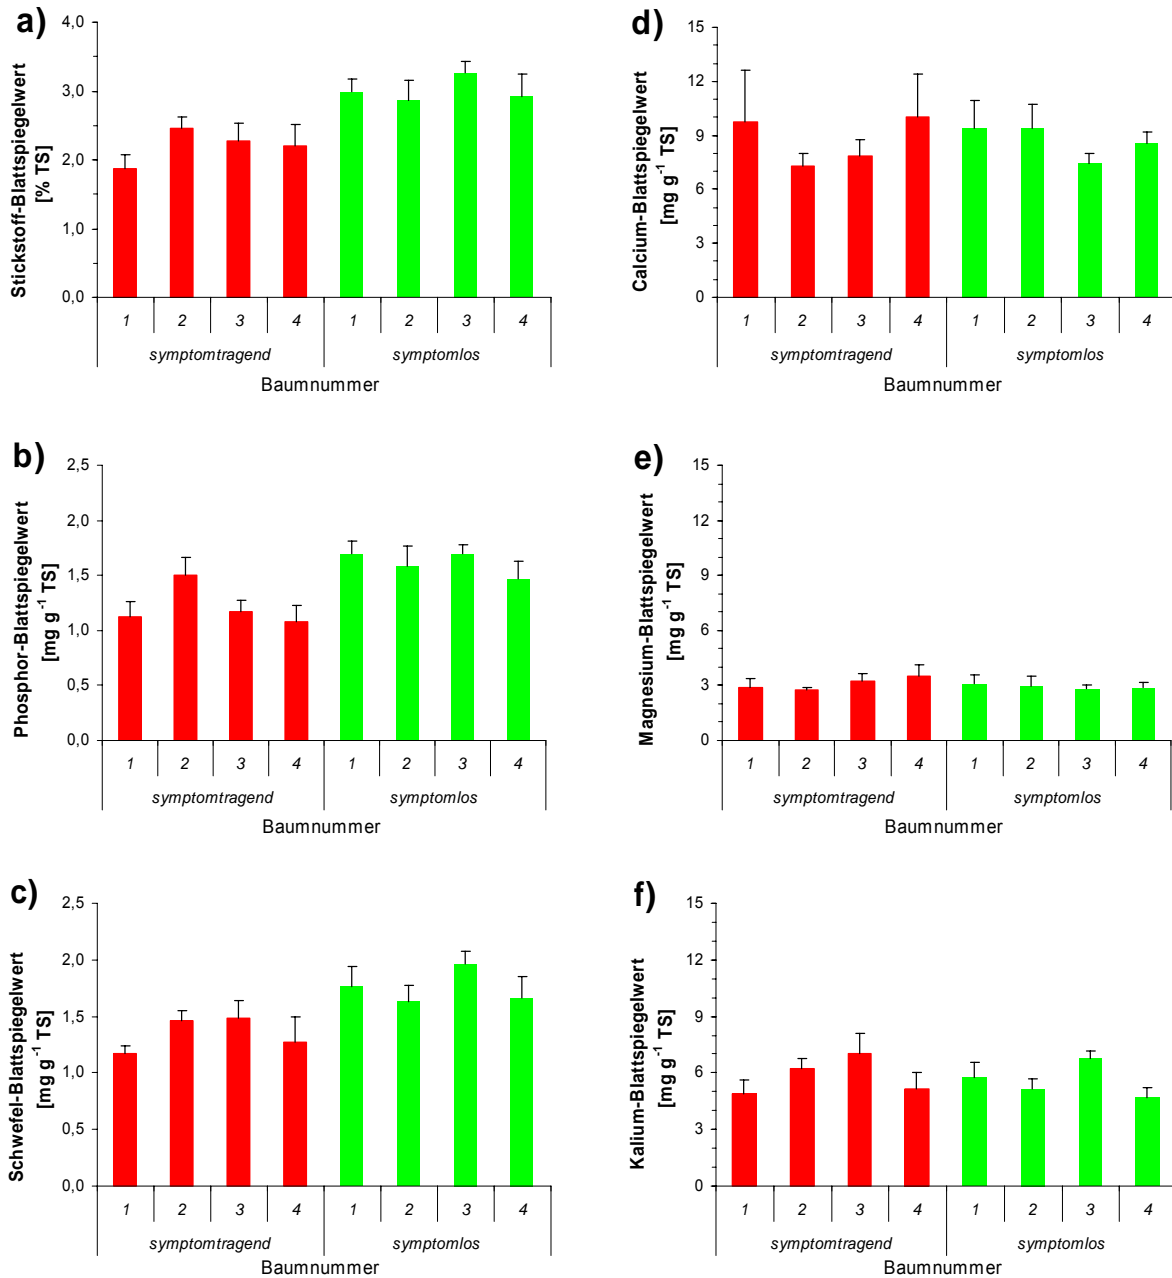 a)
Stickstoff-Blattspiegelwert
[% TS]
4,0
3,0
2,0
1,0
0,0
1 2 3 4 1 2 3 4
symptomtragend symptomlos
Baumnummer
d)
Calcium-Blattspiegelwert
[mg g-1 TS]
15
12
9
6
3
0
1 2 3 4 1 2 3 4
symptomtragend symptomlos
Baumnummer
b)
Phosphor-Blattspiegelwert
[mg g-1 TS]
2,5
2,0
1,5
1,0
0,5
0,0
1 2 3 4 1 2 3 4
symptomtragend symptomlos
Baumnummer
e)
Magnesium-Blattspiegelwert
[mg g-1 TS]
15
12
9
6
3
0
1 2 3 4 1 2 3 4
symptomtragend symptomlos
Baumnummer
c)
Schwefel-Blattspiegelwert
[mg g-1 TS]
2,5
2,0
1,5
1,0
0,5
0,0
1 2 3 4 1 2 3 4
symptomtragend symptomlos
Baumnummer
f)
Kalium-Blattspiegelwert
[mg g-1 TS]
15
12
9
6
3
0
1 2 3 4 1 2 3 4
symptomtragend symptomlos
Baumnummer